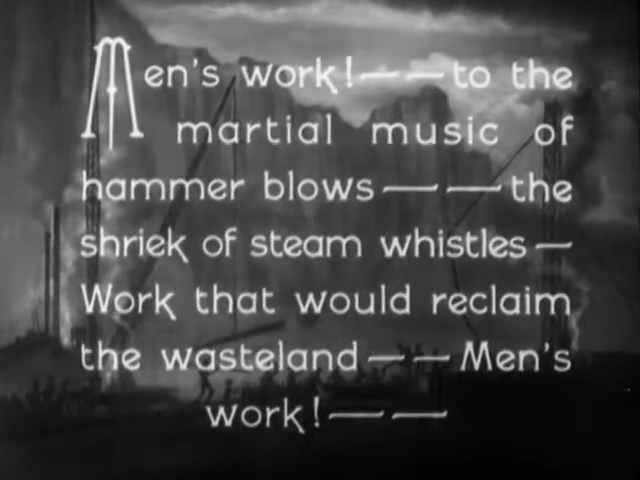 Men's work!— —to the
martial music of
hammer blows— —the
shriek of steam whistles—
Work that would reclaim
the wasteland— —Men's
work!— —